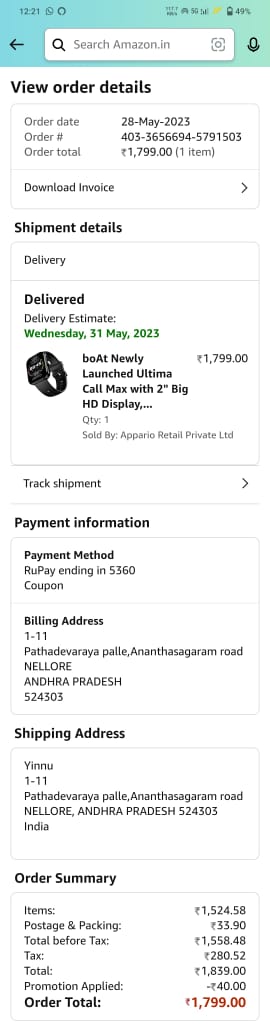 12:21
117.7
KB/s
5G
49%
Search Amazon.in
View order details
Order date 28-May-2023
Order # 403-3656694-5791503
Order total ₹1,799.00 (1 item)
Download Invoice
Shipment details
Delivery
Delivered
Delivery Estimate:
Wednesday, 31 May, 2023
boAt Newly ₹1,799.00
Launched Ultima
Call Max with 2" Big
HD Display,...
Qty: 1
Sold By: Appario Retail Private Ltd
Track shipment
Payment information
Payment Method
RuPay ending in 5360
Coupon
Billing Address
1-11
Pathadevaraya palle,Ananthasagaram road
NELLORE
ANDHRA PRADESH
524303
Shipping Address
Yinnu
1-11
Pathadevaraya palle,Ananthasagaram road
NELLORE, ANDHRA PRADESH 524303
India
Order Summary
Items: ₹1,524.58
Postage & Packing: ₹33.90
Total before Tax: ₹1,558.48
Tax: ₹280.52
Total: ₹1,839.00
Promotion Applied: -₹40.00
Order Total: ₹1,799.00